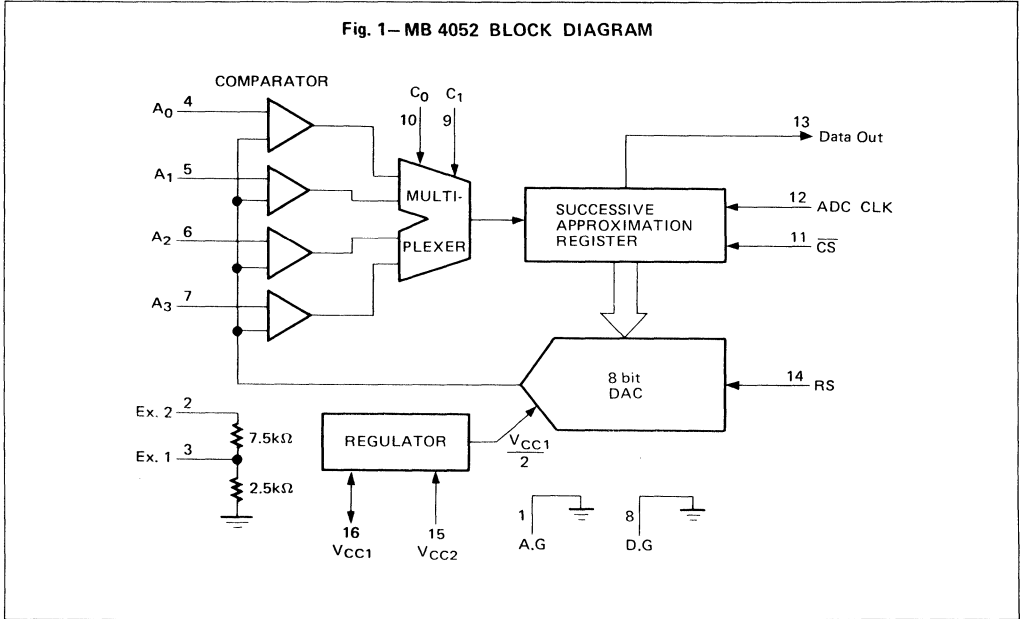 Fig. 1— MB 4052 BLOCK DIAGRAM
COMPARATOR
A0 4
A1 5
A2 6
A3 7
C0 C1
10 9
MULTI-
PLEXER
SUCCESSIVE
APPROXIMATION
REGISTER
13
Data Out
12 ADC CLK
11 C̅S̅
8 bit
DAC
14 RS
Ex. 2 2
7.5kΩ
Ex. 1 3
2.5kΩ
REGULATOR
VCC1
2
16
VCC1
15
VCC2
1
A.G
8
D.G